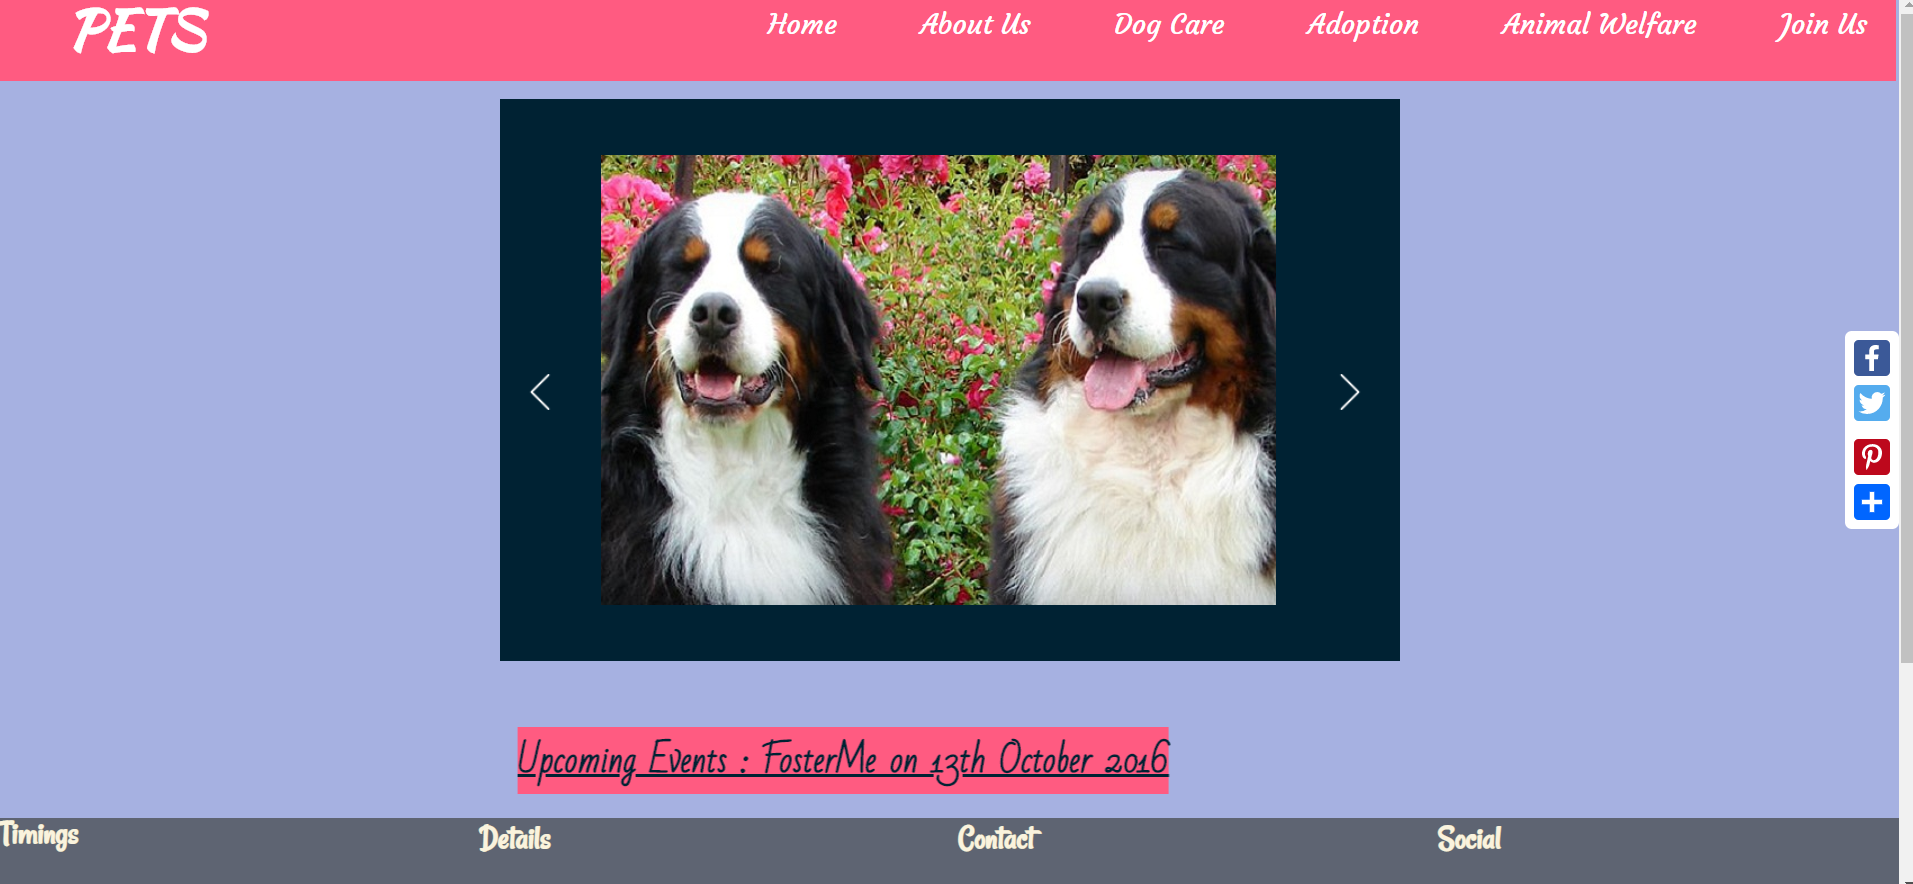 PETS
Home About Us Dog Care Adoption Animal Welfare Join Us
Upcoming Events : FosterMe on 13th October 2016
Timings Details Contact Social